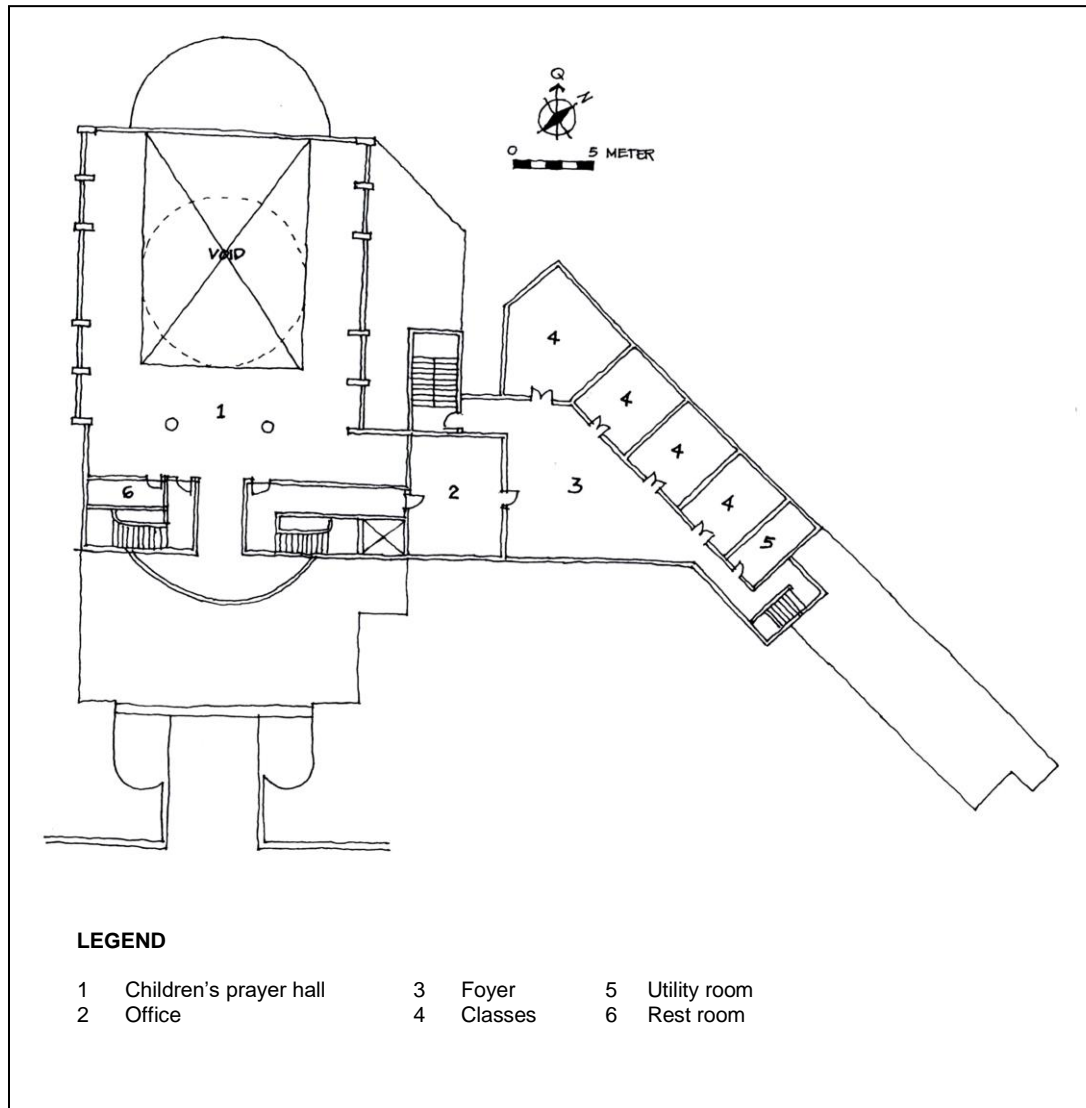 Q
N
0 5 METER
VOID
4
4
1
4
6
2
3
4
5
LEGEND
1 Children’s prayer hall 3 Foyer 5 Utility room
2 Office 4 Classes 6 Rest room